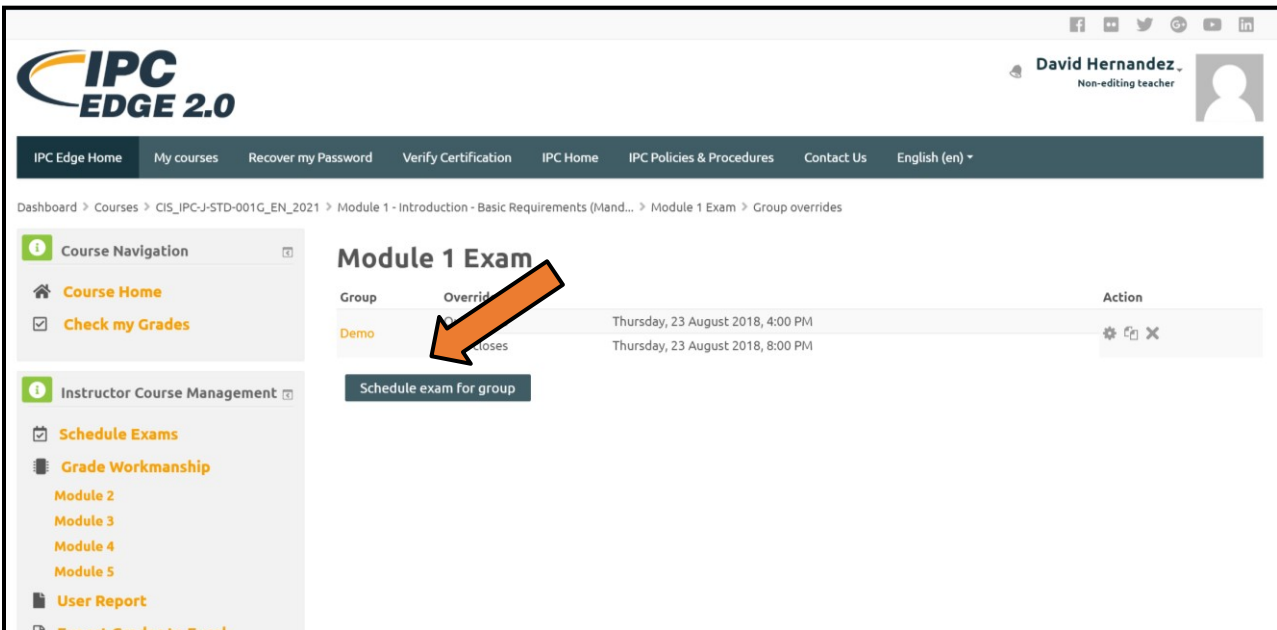 IPC
EDGE 2.0
David Hernandez
Non-editing teacher
IPC Edge Home My courses Recover my Password Verify Certification IPC Home IPC Policies & Procedures Contact Us English (en)
Dashboard > Courses > CIS_IPC-J-STD-001G_EN_2021 > Module 1 - Introduction - Basic Requirements (Mand... > Module 1 Exam > Group overrides
Course Navigation
Course Home
Check my Grades
Instructor Course Management
Schedule Exams
Grade Workmanship
Module 2
Module 3
Module 4
Module 5
User Report
Module 1 Exam
Group Action
Demo
Thursday, 23 August 2018, 4:00 PM
closes Thursday, 23 August 2018, 8:00 PM
Schedule exam for group